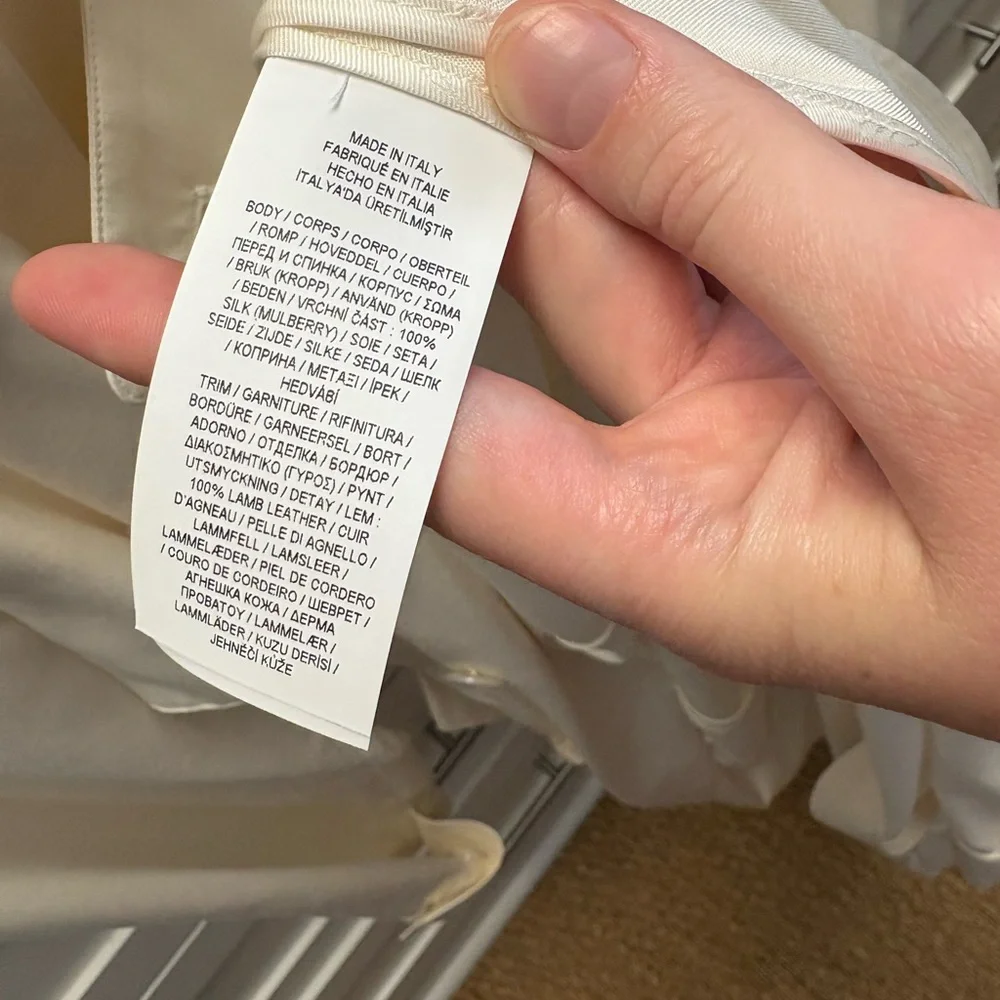 MADE IN ITALY
FABRIQUÉ EN ITALIE
HECHO EN ITALIA
İTALYA'DA ÜRETİLMİŞTİR
BODY / CORPS / CORPO / OBERTEIL
/ ROMP / HOVEDDEL / CUERPO /
ПЕРЕД И СПИНКА / КОРПУС / ΣΩΜΑ
/ BRUK (KROPP) / ANVÄND (KROPP)
/ BEDEN / VRCHNÍ ČÁST : 100%
SILK (MULBERRY) / SOIE / SETA /
SEIDE / ZIJDE / SILKE / SEDA / ШЕЛК
/ КОПРИНА / ΜΕΤΑΞΙ / İPEK /
HEDVÁBÍ
TRIM / GARNITURE / RIFINITURA /
BORDÜRE / GARNEERSEL / BORT /
ADORNO / ОТДЕЛКА / БОРДЮР /
ΔΙΑΚΟΣΜΗΤΙΚΟ (ΓΥΡΟΣ) / PYNT /
UTSMYCKNING / DETAY / LEM :
100% LAMB LEATHER / CUIR
D'AGNEAU / PELLE DI AGNELLO /
LAMMFELL / LAMSLEER /
LAMMELÆDER / PIEL DE CORDERO
/ COURO DE CORDEIRO / ШЕВРЕТ /
АГНЕШКА КОЖА / ΔΕΡΜΑ
ΠΡΟΒΑΤΟΥ / LAMMELÆR /
LAMMLÄDER / KUZU DERİSİ /
JEHNĚČÍ KŮŽE